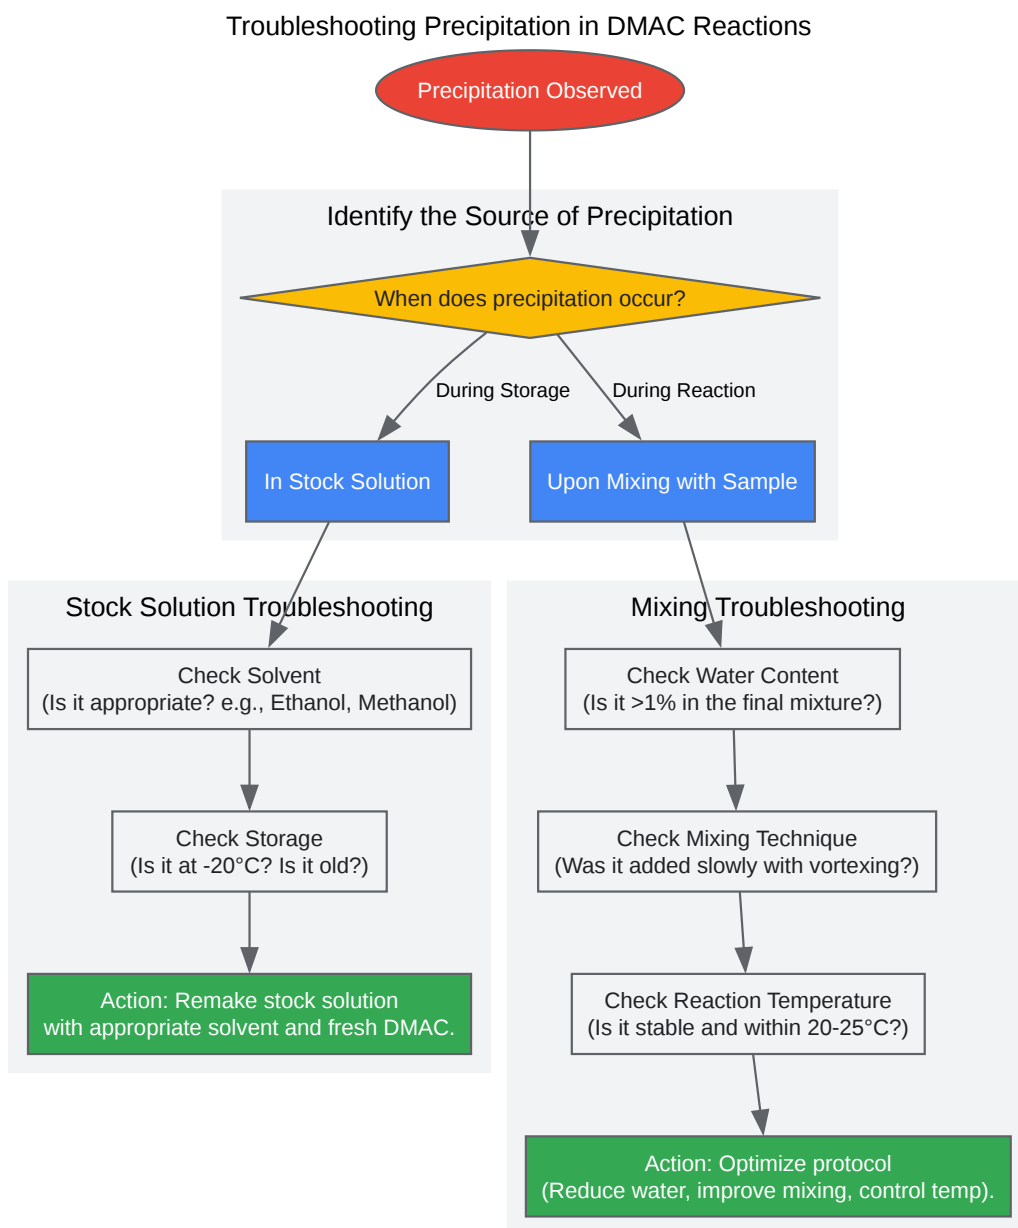 Troubleshooting Precipitation in DMAC Reactions
Precipitation Observed
Identify the Source of Precipitation
When does precipitation occur?
During Storage
During Reaction
In Stock Solution
Upon Mixing with Sample
Stock Solution Troubleshooting
Check Solvent
(Is it appropriate? e.g., Ethanol, Methanol)
Check Storage
(Is it at -20°C? Is it old?)
Action: Remake stock solution
with appropriate solvent and fresh DMAC.
Mixing Troubleshooting
Check Water Content
(Is it >1% in the final mixture?)
Check Mixing Technique
(Was it added slowly with vortexing?)
Check Reaction Temperature
(Is it stable and within 20-25°C?)
Action: Optimize protocol
(Reduce water, improve mixing, control temp).